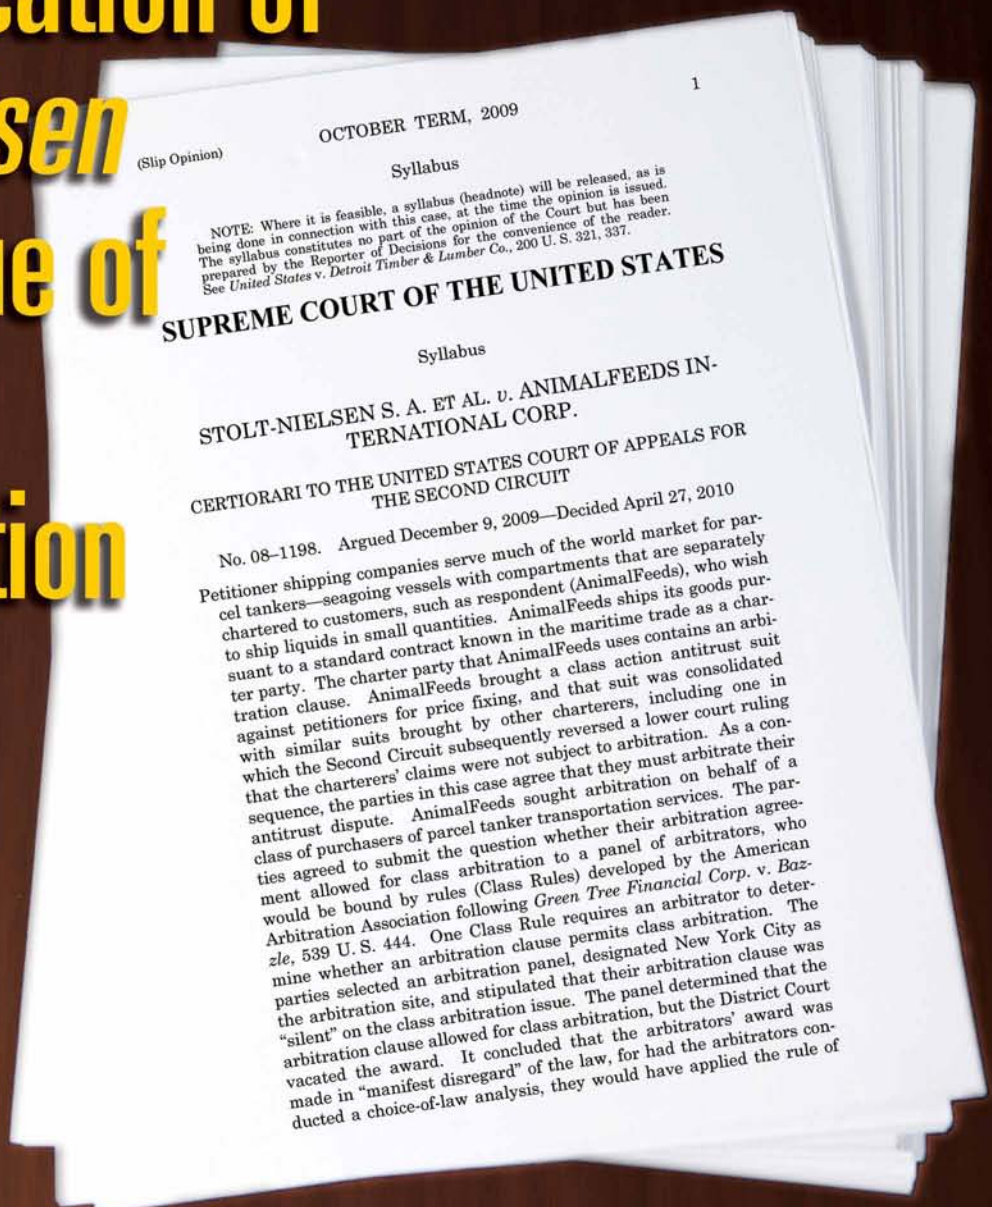 cation of
sen
ue of
tion
1
OCTOBER TERM, 2009
(Slip Opinion)
Syllabus
NOTE: Where it is feasible, a syllabus (headnote) will be released, as is
being done in connection with this case, at the time the opinion is issued.
The syllabus constitutes no part of the opinion of the Court but has been
prepared by the Reporter of Decisions for the convenience of the reader.
See United States v. Detroit Timber & Lumber Co., 200 U. S. 321, 337.
SUPREME COURT OF THE UNITED STATES
Syllabus
STOLT-NIELSEN S. A. ET AL. v. ANIMALFEEDS IN-
TERNATIONAL CORP.
CERTIORARI TO THE UNITED STATES COURT OF APPEALS FOR
THE SECOND CIRCUIT
No. 08–1198. Argued December 9, 2009—Decided April 27, 2010
Petitioner shipping companies serve much of the world market for par-
cel tankers—seagoing vessels with compartments that are separately
chartered to customers, such as respondent (AnimalFeeds), who wish
to ship liquids in small quantities. AnimalFeeds ships its goods pur-
suant to a standard contract known in the maritime trade as a char-
ter party. The charter party that AnimalFeeds uses contains an arbi-
tration clause. AnimalFeeds brought a class action antitrust suit
against petitioners for price fixing, and that suit was consolidated
with similar suits brought by other charterers, including one in
which the Second Circuit subsequently reversed a lower court ruling
that the charterers' claims were not subject to arbitration. As a con-
sequence, the parties in this case agree that they must arbitrate their
antitrust dispute. AnimalFeeds sought arbitration on behalf of a
class of purchasers of parcel tanker transportation services. The par-
ties agreed to submit the question whether their arbitration agree-
ment allowed for class arbitration to a panel of arbitrators, who
would be bound by rules (Class Rules) developed by the American
Arbitration Association following Green Tree Financial Corp. v. Baz-
zle, 539 U. S. 444. One Class Rule requires an arbitrator to deter-
mine whether an arbitration clause permits class arbitration. The
parties selected an arbitration panel, designated New York City as
the arbitration site, and stipulated that their arbitration clause was
"silent" on the class arbitration issue. The panel determined that the
arbitration clause allowed for class arbitration, but the District Court
vacated the award. It concluded that the arbitrators' award was
made in "manifest disregard" of the law, for had the arbitrators con-
ducted a choice-of-law analysis, they would have applied the rule of